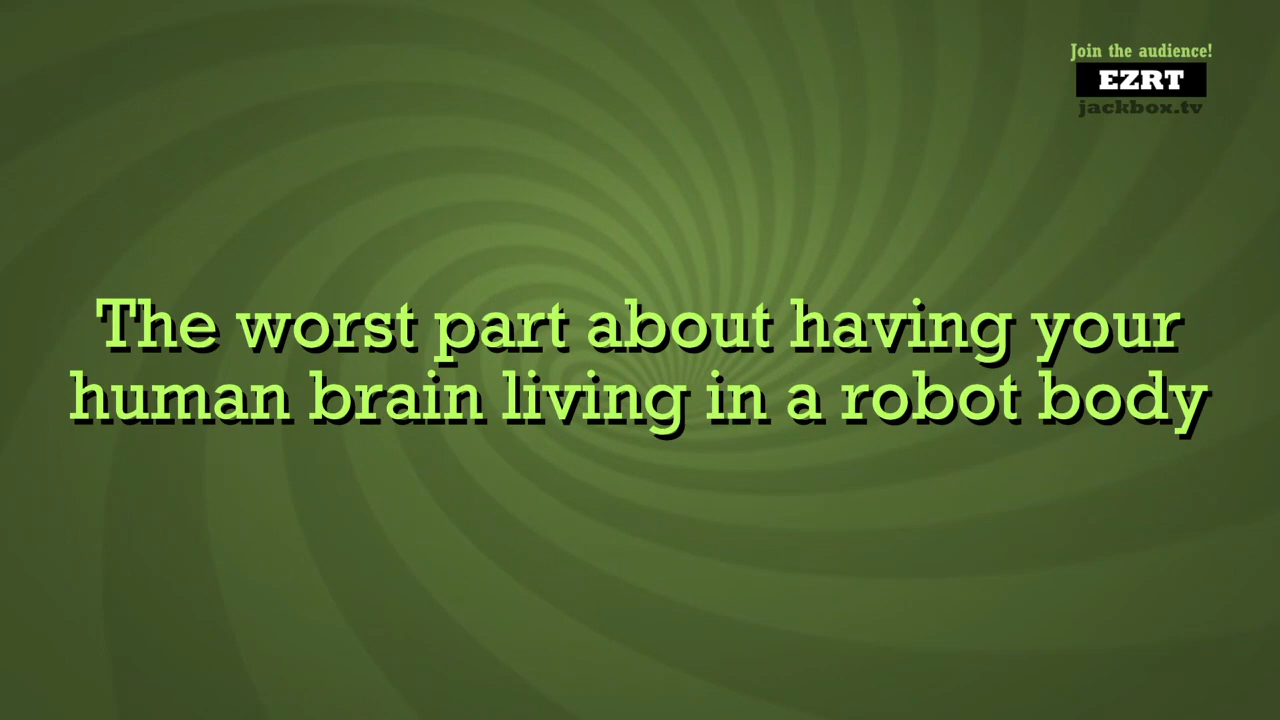 Join the audience!
EZRT
jackbox.tv
The worst part about having your
human brain living in a robot body